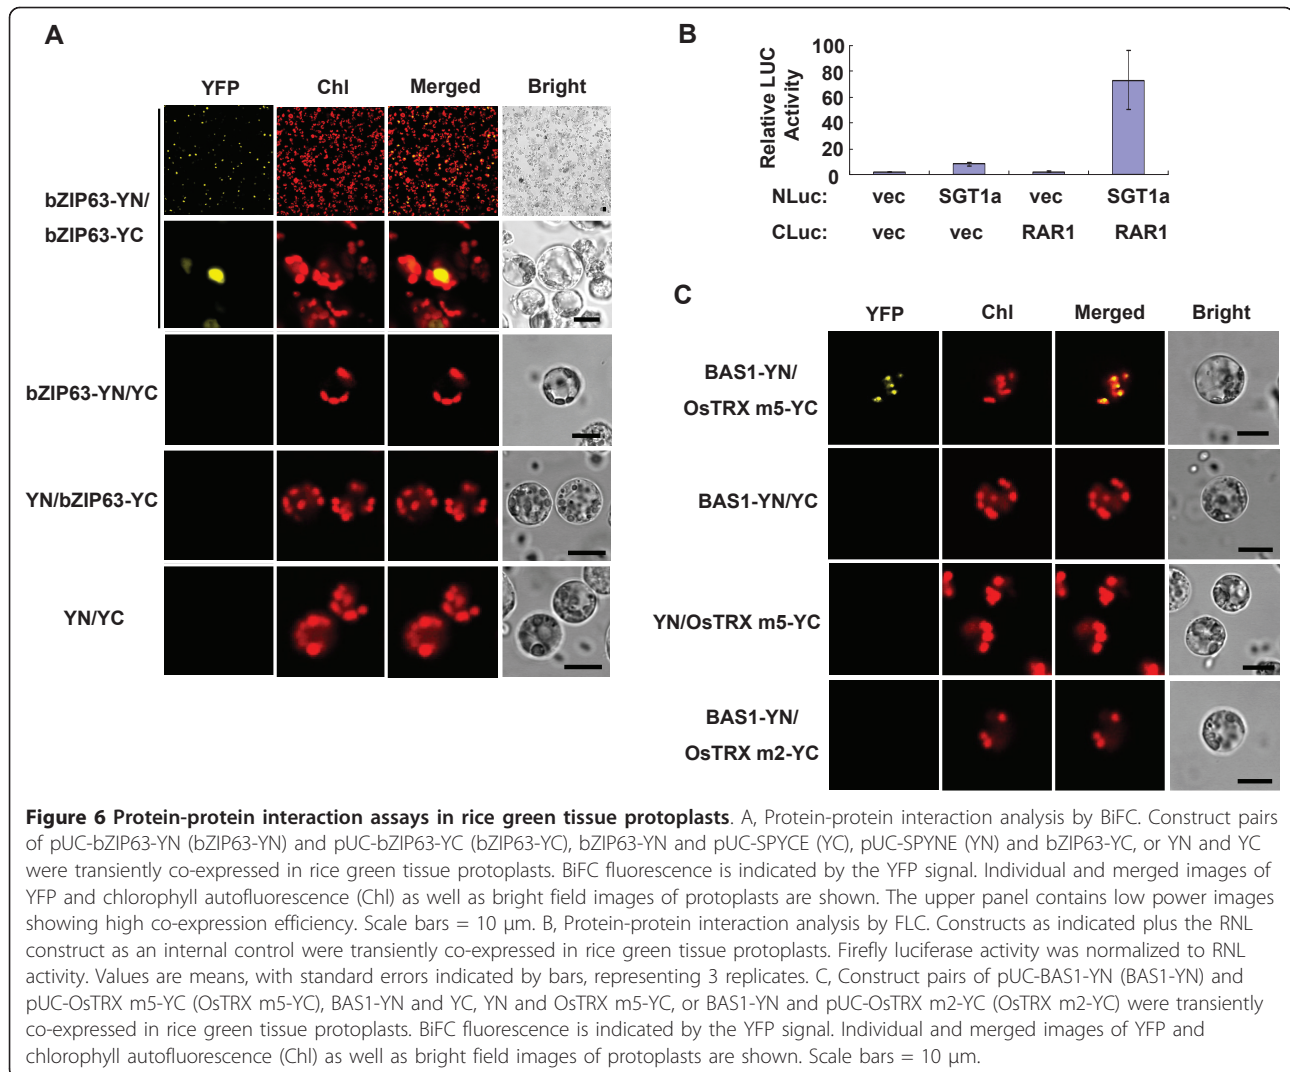 A
YFP Chl Merged Bright
bZIP63-YN/
bZIP63-YC
bZIP63-YN/YC
YN/bZIP63-YC
YN/YC
B
Relative LUC
Activity
100
80
60
40
20
0
NLuc: vec SGT1a vec SGT1a
CLuc: vec vec RAR1 RAR1
C
YFP Chl Merged Bright
BAS1-YN/
OsTRX m5-YC
BAS1-YN/YC
YN/OsTRX m5-YC
BAS1-YN/
OsTRX m2-YC
Figure 6 Protein-protein interaction assays in rice green tissue protoplasts. A, Protein-protein interaction analysis by BiFC. Construct pairs
of pUC-bZIP63-YN (bZIP63-YN) and pUC-bZIP63-YC (bZIP63-YC), bZIP63-YN and pUC-SPYCE (YC), pUC-SPYNE (YN) and bZIP63-YC, or YN and YC
were transiently co-expressed in rice green tissue protoplasts. BiFC fluorescence is indicated by the YFP signal. Individual and merged images of
YFP and chlorophyll autofluorescence (Chl) as well as bright field images of protoplasts are shown. The upper panel contains low power images
showing high co-expression efficiency. Scale bars = 10 μm. B, Protein-protein interaction analysis by FLC. Constructs as indicated plus the RNL
construct as an internal control were transiently co-expressed in rice green tissue protoplasts. Firefly luciferase activity was normalized to RNL
activity. Values are means, with standard errors indicated by bars, representing 3 replicates. C, Construct pairs of pUC-BAS1-YN (BAS1-YN) and
pUC-OsTRX m5-YC (OsTRX m5-YC), BAS1-YN and YC, YN and OsTRX m5-YC, or BAS1-YN and pUC-OsTRX m2-YC (OsTRX m2-YC) were transiently
co-expressed in rice green tissue protoplasts. BiFC fluorescence is indicated by the YFP signal. Individual and merged images of YFP and
chlorophyll autofluorescence (Chl) as well as bright field images of protoplasts are shown. Scale bars = 10 μm.